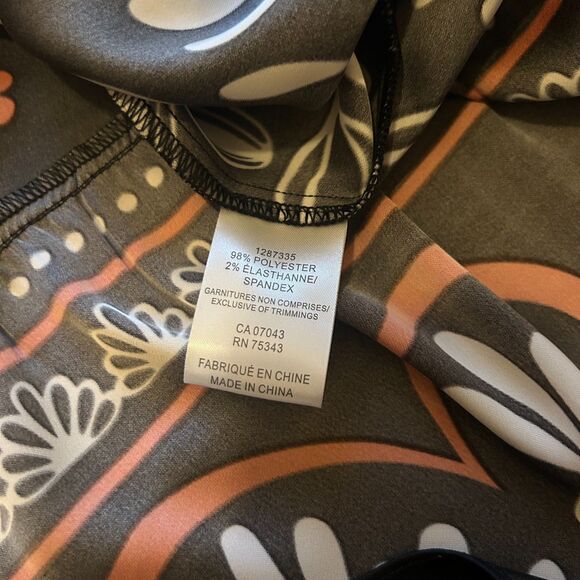 1287335
98% POLYESTER
2% ÉLASTHANNE/
SPANDEX
GARNITURES NON COMPRISES/
EXCLUSIVE OF TRIMMINGS
CA 07043
RN 75343
FABRIQUÉ EN CHINE
MADE IN CHINA